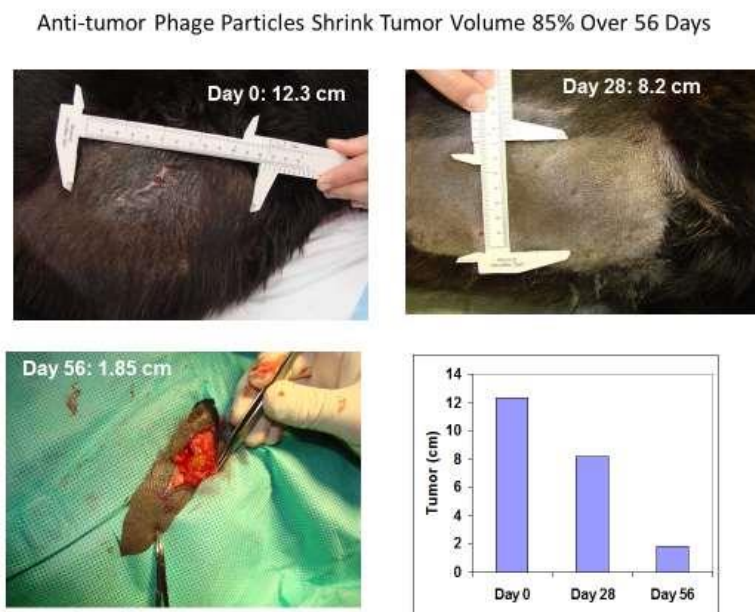 Anti-tumor Phage Particles Shrink Tumor Volume 85% Over 56 Days
Day 0: 12.3 cm
Day 28: 8.2 cm
Day 56: 1.85 cm
Tumor (cm)
14
12
10
8
6
4
2
0
Day 0 Day 28 Day 56